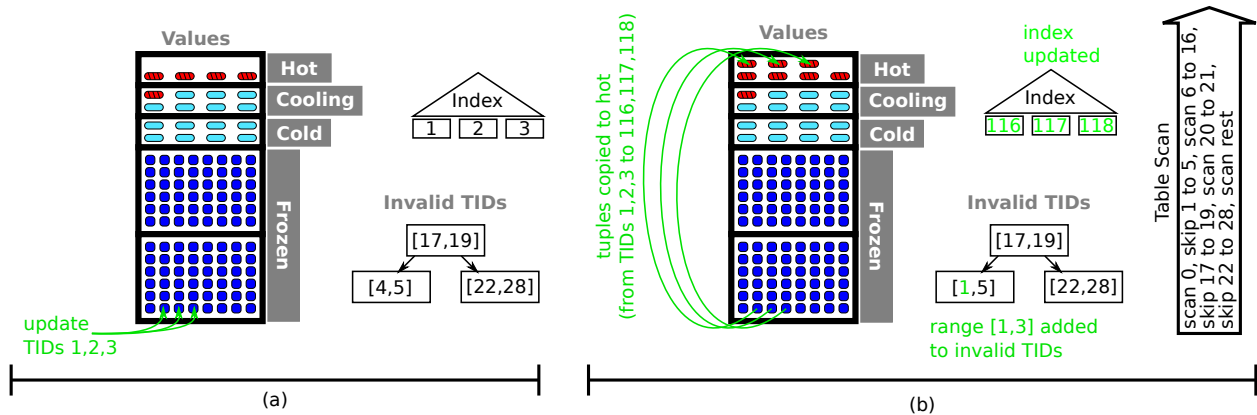 Values
Hot
Cooling
Cold
Frozen
Index
1 2 3
Invalid TIDs
[17,19]
[4,5] [22,28]
update
TIDs 1,2,3
(a)
tuples copied to hot
(from TIDs 1,2,3 to 116,117,118)
Values
Hot
Cooling
Cold
Frozen
index
updated
Index
116 117 118
Invalid TIDs
[17,19]
[1,5] [22,28]
range [1,3] added
to invalid TIDs
Table Scan
scan 0, skip 1 to 5, scan 6 to 16,
skip 17 to 19, scan 20 to 21,
skip 22 to 28, scan rest
(b)